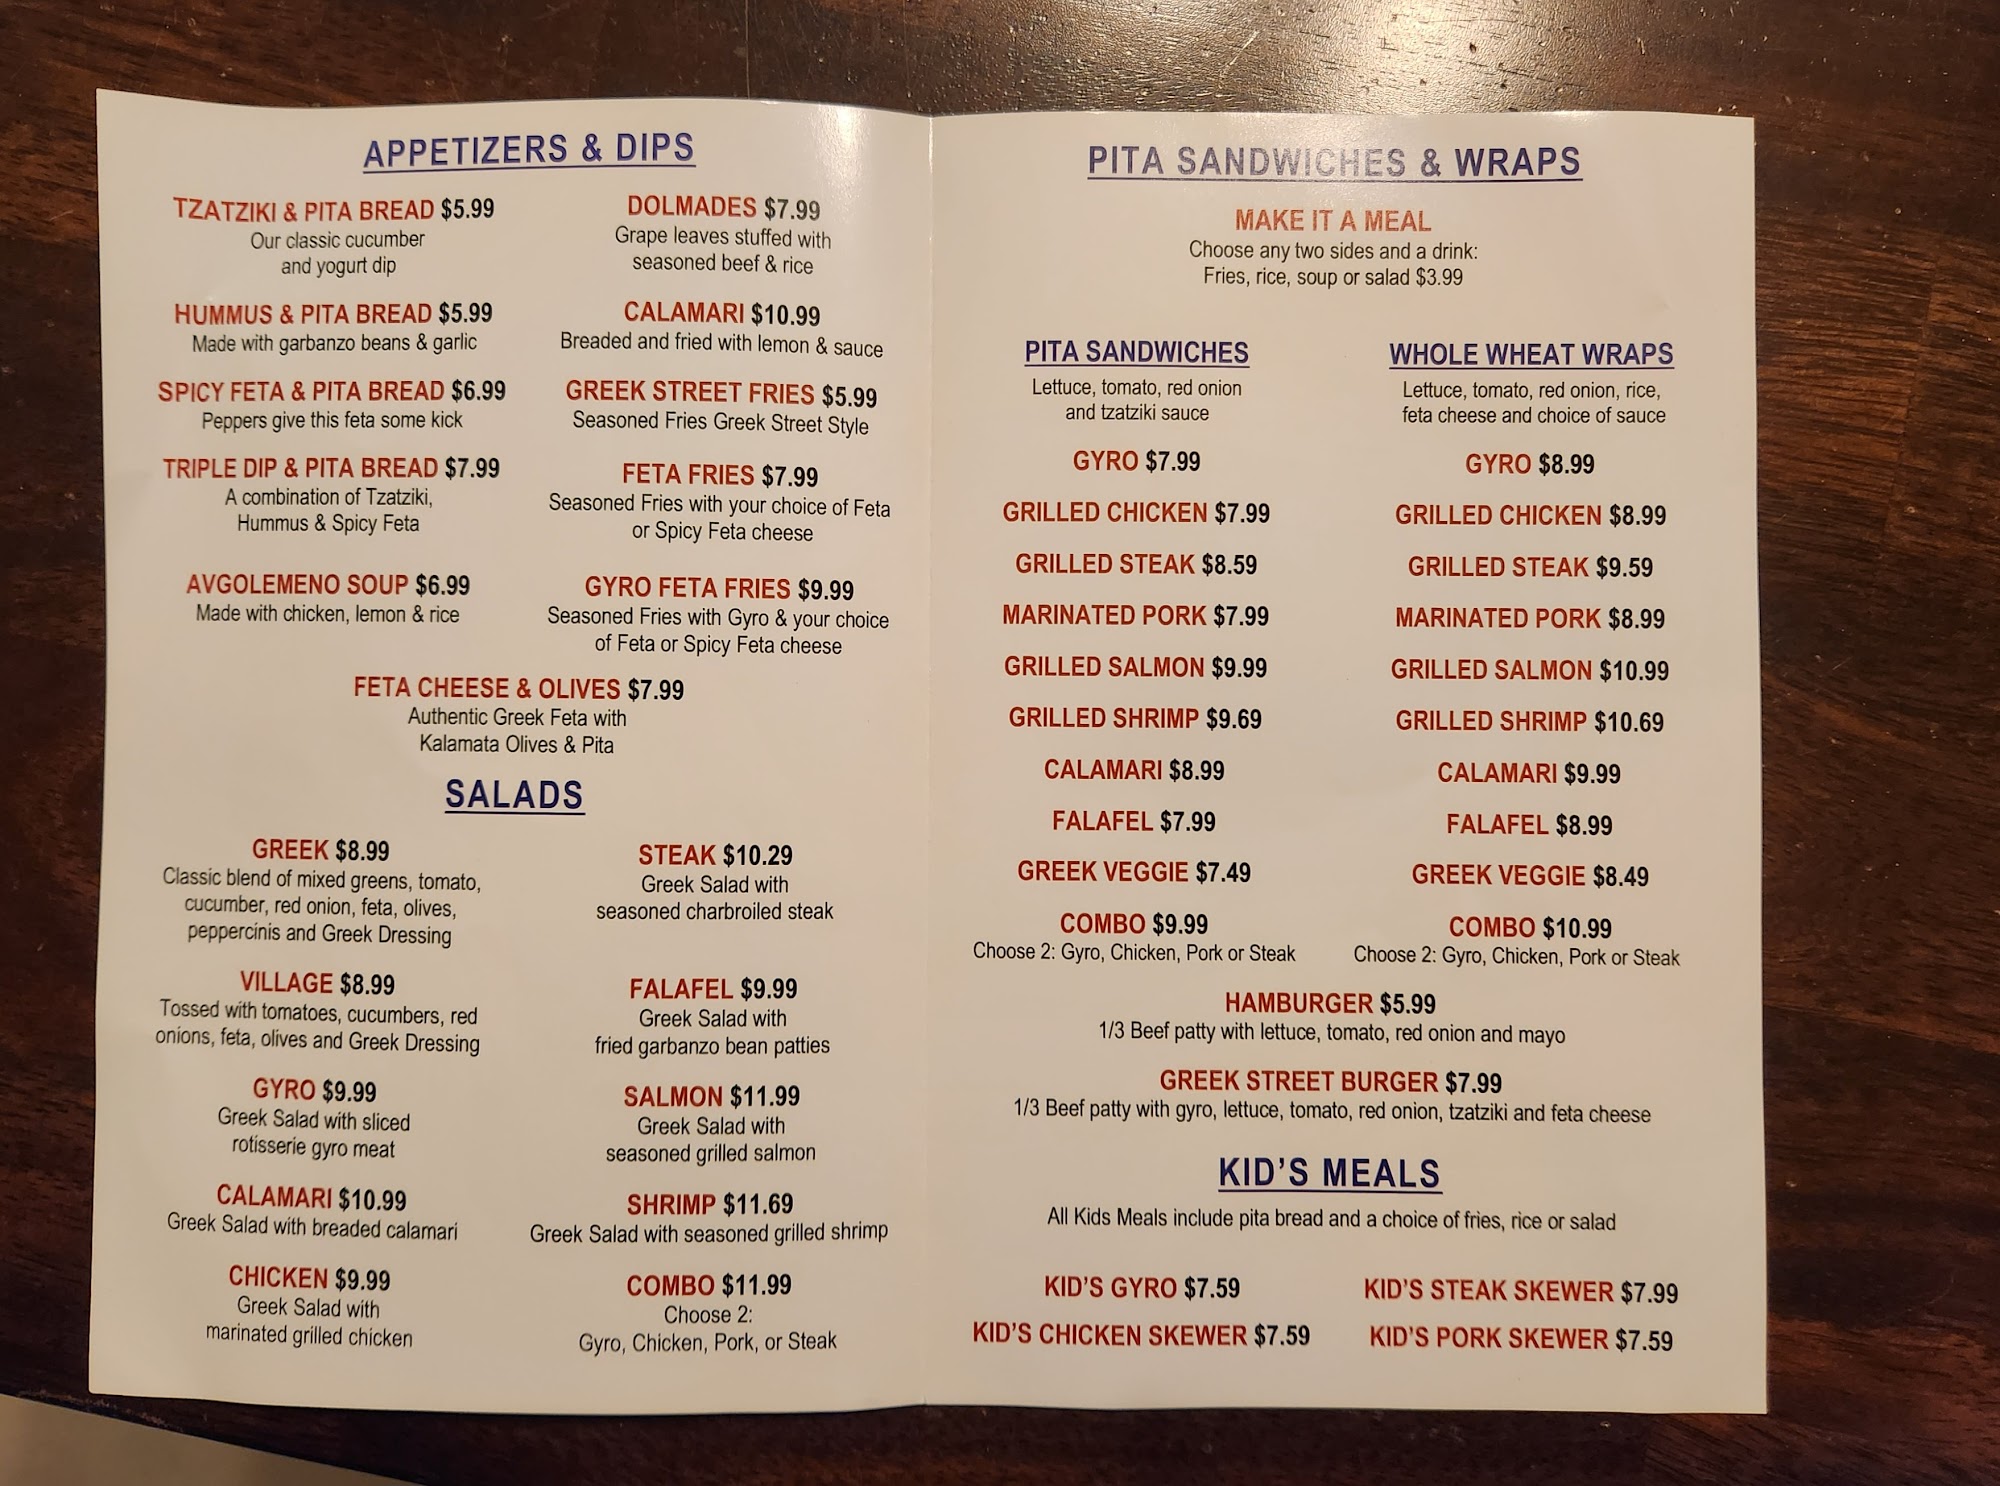 APPETIZERS & DIPS
TZATZIKI & PITA BREAD $5.99
Our classic cucumber
and yogurt dip
HUMMUS & PITA BREAD $5.99
Made with garbanzo beans & garlic
SPICY FETA & PITA BREAD $6.99
Peppers give this feta some kick
TRIPLE DIP & PITA BREAD $7.99
A combination of Tzatziki,
Hummus & Spicy Feta
AVGOLEMENO SOUP $6.99
Made with chicken, lemon & rice
DOLMADES $7.99
Grape leaves stuffed with
seasoned beef & rice
CALAMARI $10.99
Breaded and fried with lemon & sauce
GREEK STREET FRIES $5.99
Seasoned Fries Greek Street Style
FETA FRIES $7.99
Seasoned Fries with your choice of Feta
or Spicy Feta cheese
GYRO FETA FRIES $9.99
Seasoned Fries with Gyro & your choice
of Feta or Spicy Feta cheese
FETA CHEESE & OLIVES $7.99
Authentic Greek Feta with
Kalamata Olives & Pita
SALADS
GREEK $8.99
Classic blend of mixed greens, tomato,
cucumber, red onion, feta, olives,
peppercinis and Greek Dressing
VILLAGE $8.99
Tossed with tomatoes, cucumbers, red
onions, feta, olives and Greek Dressing
GYRO $9.99
Greek Salad with sliced
rotisserie gyro meat
CALAMARI $10.99
Greek Salad with breaded calamari
CHICKEN $9.99
Greek Salad with
marinated grilled chicken
STEAK $10.29
Greek Salad with
seasoned charbroiled steak
FALAFEL $9.99
Greek Salad with
fried garbanzo bean patties
SALMON $11.99
Greek Salad with
seasoned grilled salmon
SHRIMP $11.69
Greek Salad with seasoned grilled shrimp
COMBO $11.99
Choose 2:
Gyro, Chicken, Pork, or Steak
PITA SANDWICHES & WRAPS
MAKE IT A MEAL
Choose any two sides and a drink:
Fries, rice, soup or salad $3.99
PITA SANDWICHES
Lettuce, tomato, red onion
and tzatziki sauce
GYRO $7.99
GRILLED CHICKEN $7.99
GRILLED STEAK $8.59
MARINATED PORK $7.99
GRILLED SALMON $9.99
GRILLED SHRIMP $9.69
CALAMARI $8.99
FALAFEL $7.99
GREEK VEGGIE $7.49
COMBO $9.99
Choose 2: Gyro, Chicken, Pork or Steak
WHOLE WHEAT WRAPS
Lettuce, tomato, red onion, rice,
feta cheese and choice of sauce
GYRO $8.99
GRILLED CHICKEN $8.99
GRILLED STEAK $9.59
MARINATED PORK $8.99
GRILLED SALMON $10.99
GRILLED SHRIMP $10.69
CALAMARI $9.99
FALAFEL $8.99
GREEK VEGGIE $8.49
COMBO $10.99
Choose 2: Gyro, Chicken, Pork or Steak
HAMBURGER $5.99
1/3 Beef patty with lettuce, tomato, red onion and mayo
GREEK STREET BURGER $7.99
1/3 Beef patty with gyro, lettuce, tomato, red onion, tzatziki and feta cheese
KID'S MEALS
All Kids Meals include pita bread and a choice of fries, rice or salad
KID'S GYRO $7.59
KID'S CHICKEN SKEWER $7.59
KID'S STEAK SKEWER $7.99
KID'S PORK SKEWER $7.59